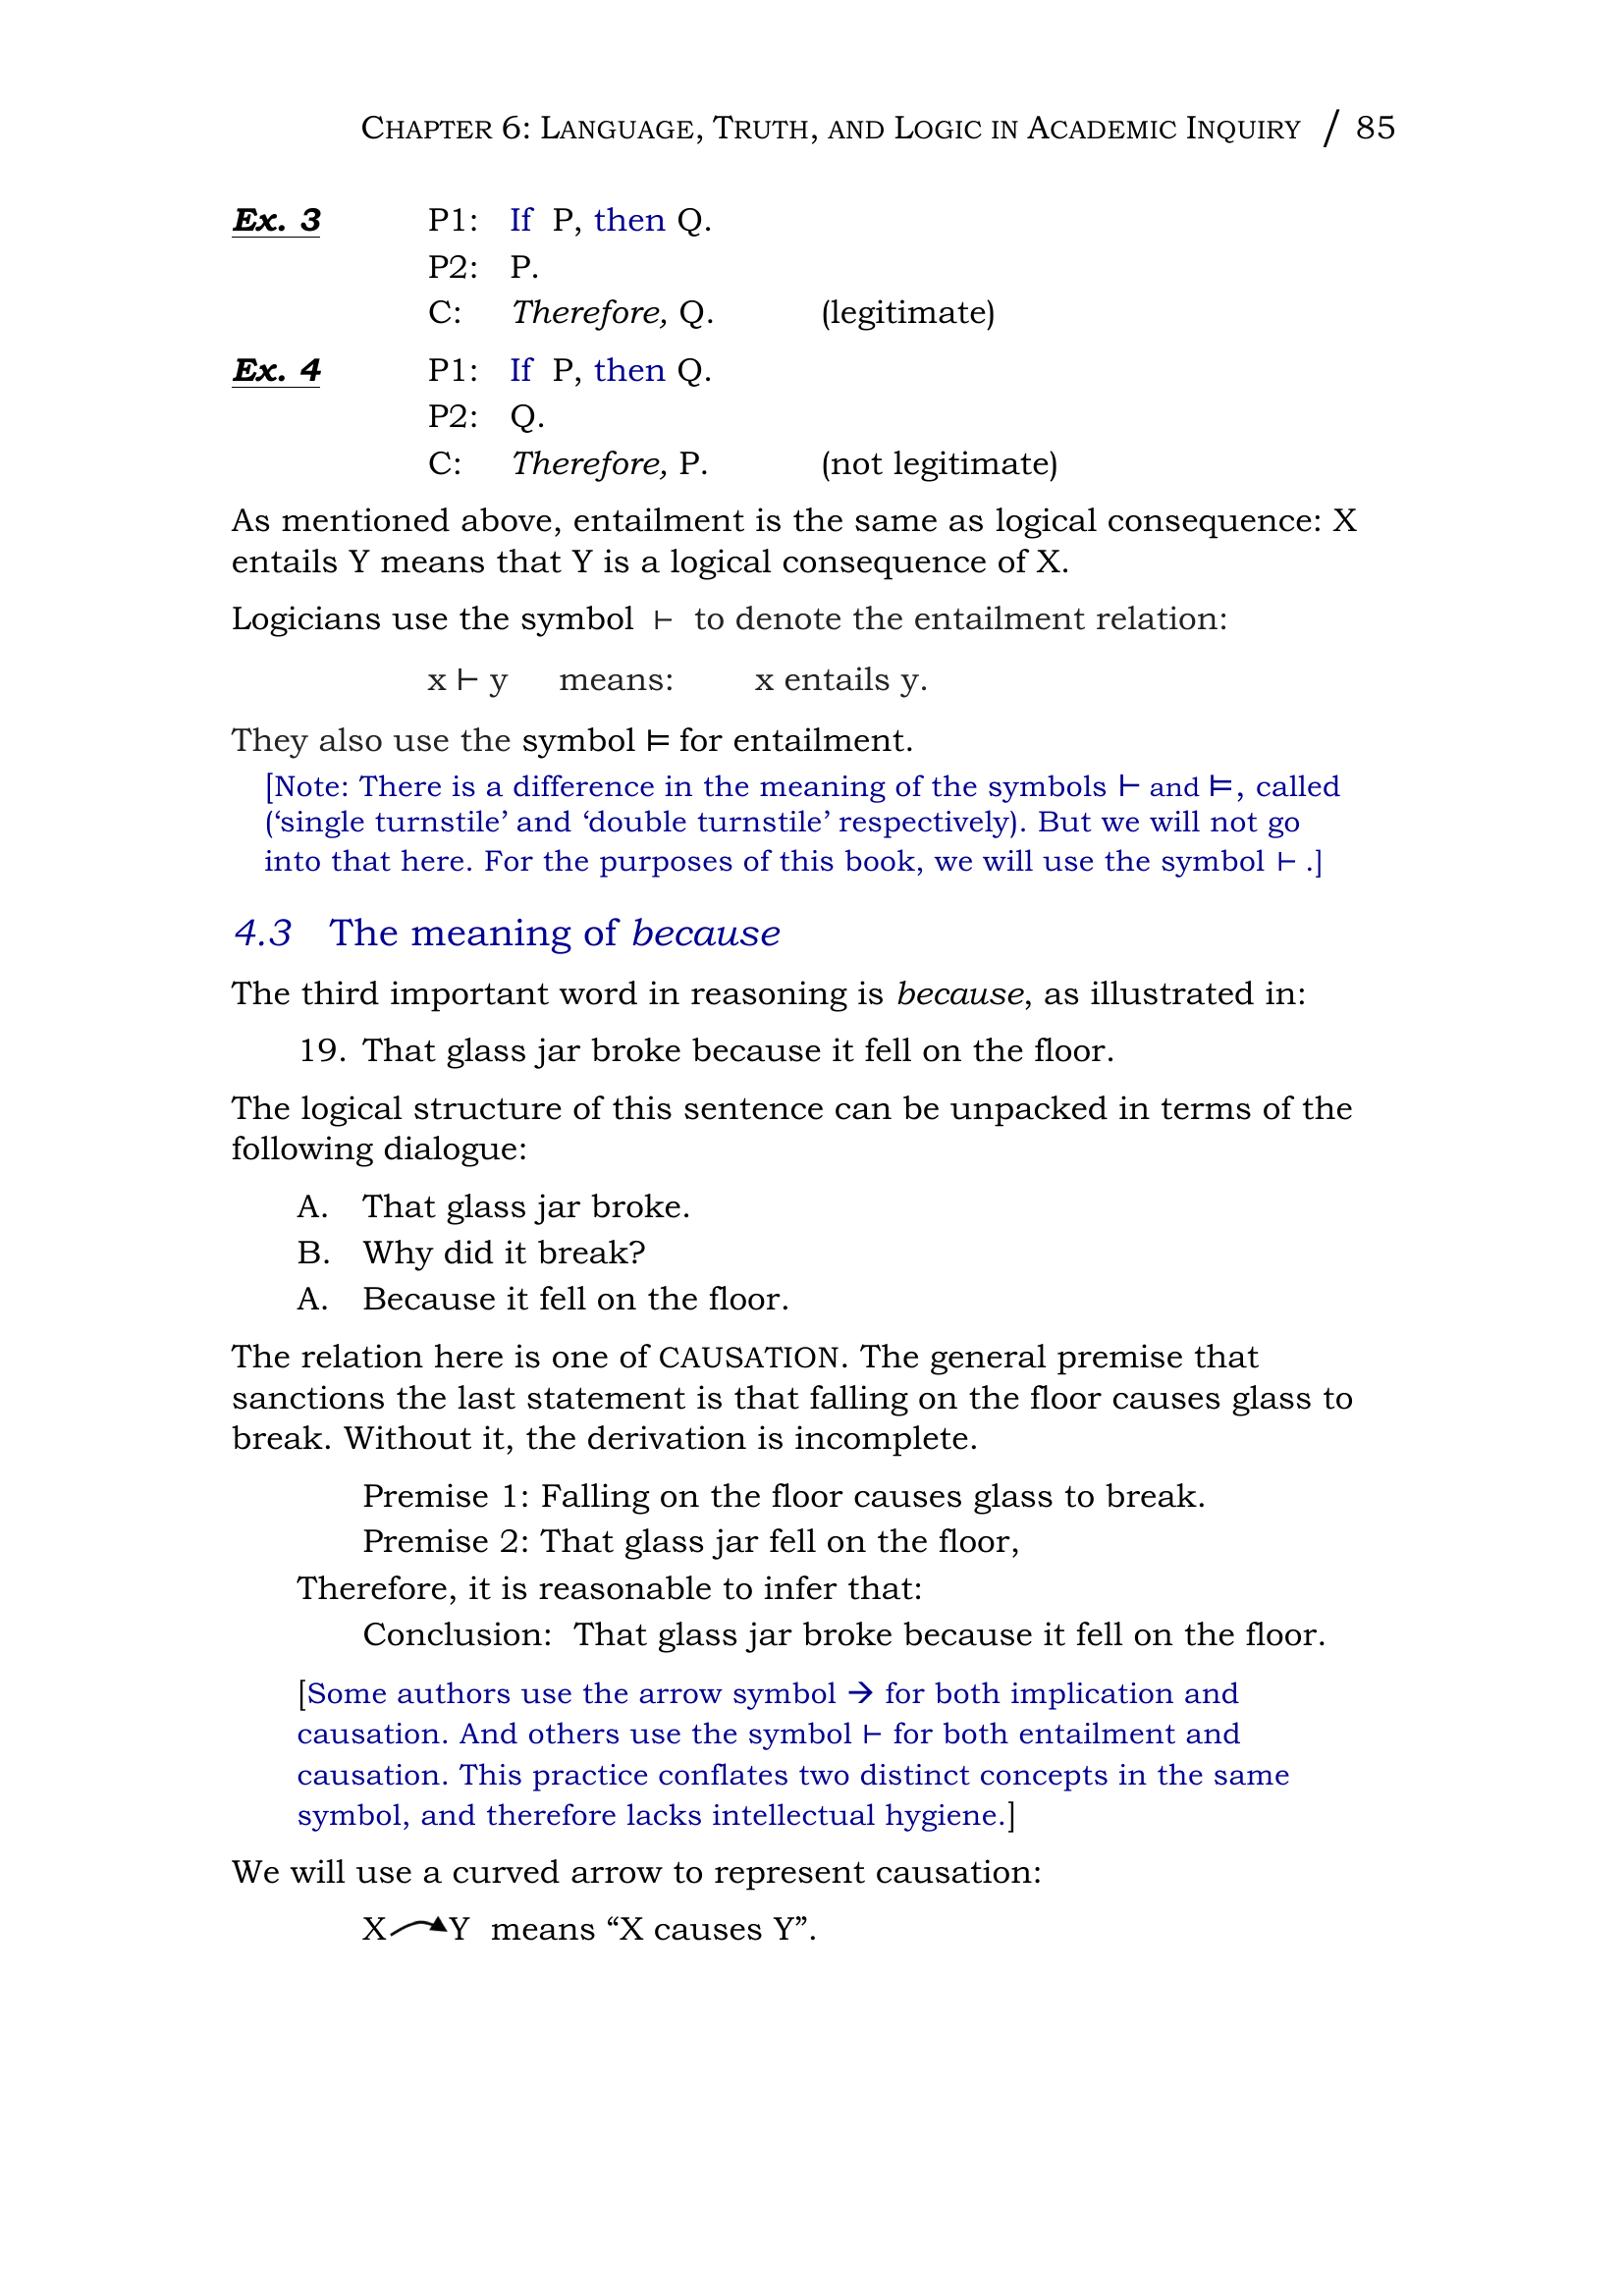 CHAPTER 6: LANGUAGE, TRUTH, AND LOGIC IN ACADEMIC INQUIRY / 85
Ex. 3 P1: If P, then Q.
P2: P.
C: Therefore, Q. (legitimate)
Ex. 4 P1: If P, then Q.
P2: Q.
C: Therefore, P. (not legitimate)
As mentioned above, entailment is the same as logical consequence: X
entails Y means that Y is a logical consequence of X.
Logicians use the symbol ⊢ to denote the entailment relation:
x ⊢ y means: x entails y.
They also use the symbol ⊨ for entailment.
[Note: There is a difference in the meaning of the symbols ⊢ and ⊨, called
(‘single turnstile’ and ‘double turnstile’ respectively). But we will not go
into that here. For the purposes of this book, we will use the symbol ⊢ .]
4.3 The meaning of because
The third important word in reasoning is because, as illustrated in:
19. That glass jar broke because it fell on the floor.
The logical structure of this sentence can be unpacked in terms of the
following dialogue:
A. That glass jar broke.
B. Why did it break?
A. Because it fell on the floor.
The relation here is one of CAUSATION. The general premise that
sanctions the last statement is that falling on the floor causes glass to
break. Without it, the derivation is incomplete.
Premise 1: Falling on the floor causes glass to break.
Premise 2: That glass jar fell on the floor,
Therefore, it is reasonable to infer that:
Conclusion: That glass jar broke because it fell on the floor.
[Some authors use the arrow symbol → for both implication and
causation. And others use the symbol ⊢ for both entailment and
causation. This practice conflates two distinct concepts in the same
symbol, and therefore lacks intellectual hygiene.]
We will use a curved arrow to represent causation:
X Y means “X causes Y”.